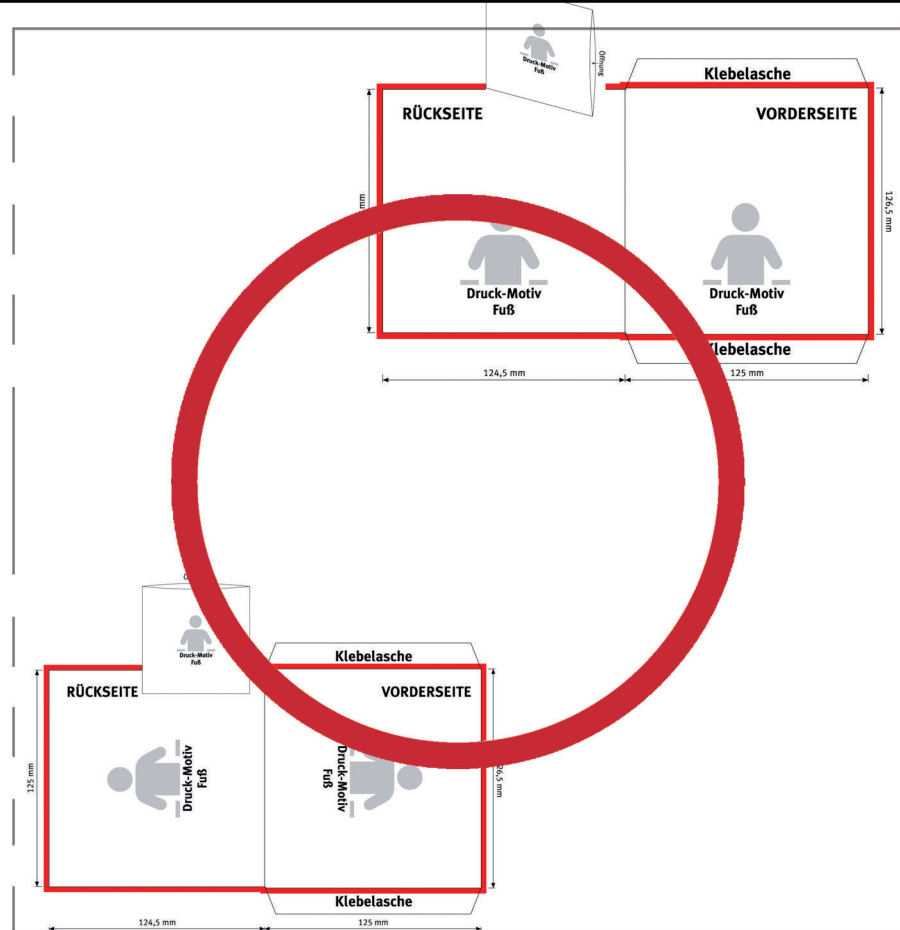 Druck-Motiv
Fuß
Öffnung
Klebelasche
RÜCKSEITE
VORDERSEITE
mm
126,5 mm
Druck-Motiv
Fuß
Druck-Motiv
Fuß
Klebelasche
124,5 mm
125 mm
Druck-Motiv
Fuß
Klebelasche
RÜCKSEITE
VORDERSEITE
125 mm
Druck-Motiv
Fuß
Druck-Motiv
Fuß
26,5 mm
Klebelasche
124,5 mm
125 mm